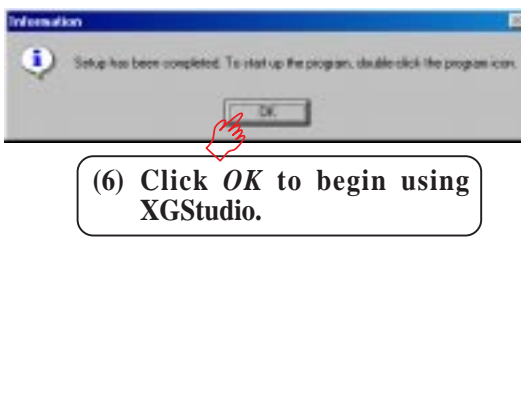 Information
Setup has been completed. To start up the program, double-click the program icon.
OK
(6) Click OK to begin using
XGStudio.